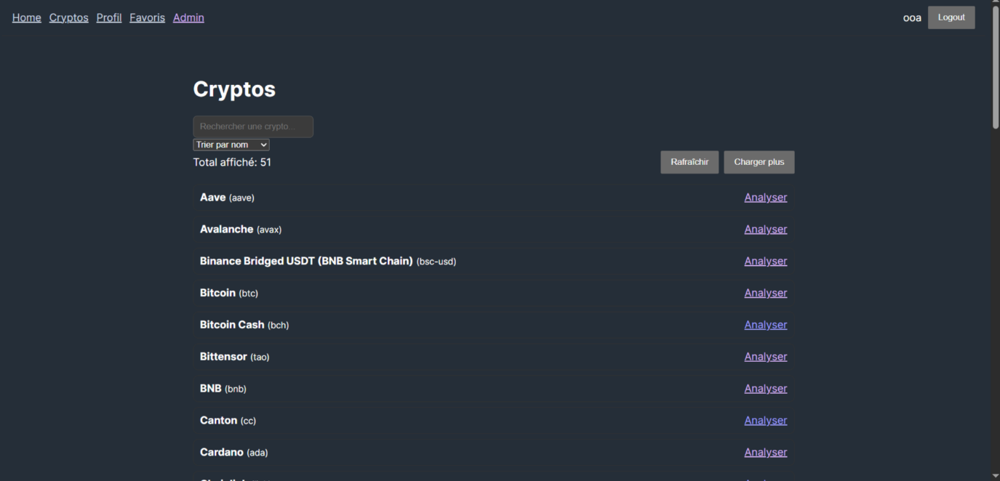 Home Cryptos Profil Favoris Admin ooa Logout
Cryptos
Rechercher une crypto...
Trier par nom
Total affiché: 51 Rafraîchir Charger plus
Aave (aave) Analyser
Avalanche (avax) Analyser
Binance Bridged USDT (BNB Smart Chain) (bsc-usd) Analyser
Bitcoin (btc) Analyser
Bitcoin Cash (bch) Analyser
Bittensor (tao) Analyser
BNB (bnb) Analyser
Canton (cc) Analyser
Cardano (ada) Analyser